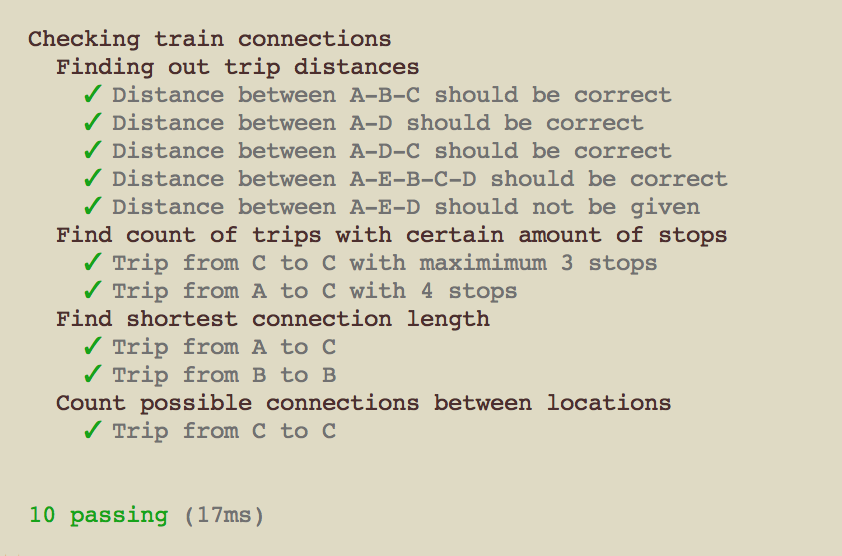 Checking train connections
Finding out trip distances
✓ Distance between A-B-C should be correct
✓ Distance between A-D should be correct
✓ Distance between A-D-C should be correct
✓ Distance between A-E-B-C-D should be correct
✓ Distance between A-E-D should not be given
Find count of trips with certain amount of stops
✓ Trip from C to C with maximimum 3 stops
✓ Trip from A to C with 4 stops
Find shortest connection length
✓ Trip from A to C
✓ Trip from B to B
Count possible connections between locations
✓ Trip from C to C
10 passing (17ms)